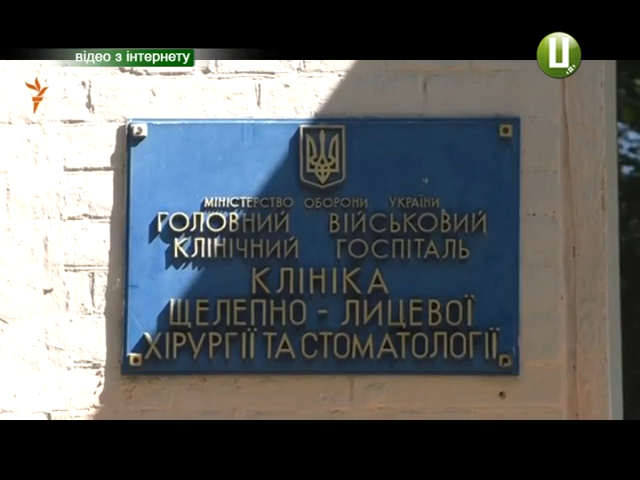 відео з інтернету
Ц
МІНІСТЕРСТВО ОБОРОНИ УКРАЇНИ
ГОЛОВНИЙ ВІЙСЬКОВИЙ
КЛІНІЧНИЙ ГОСПІТАЛЬ
КЛІНІКА
ЩЕЛЕПНО - ЛИЦЕВОЇ
ХІРУРГІЇ ТА СТОМАТОЛОГІЇ